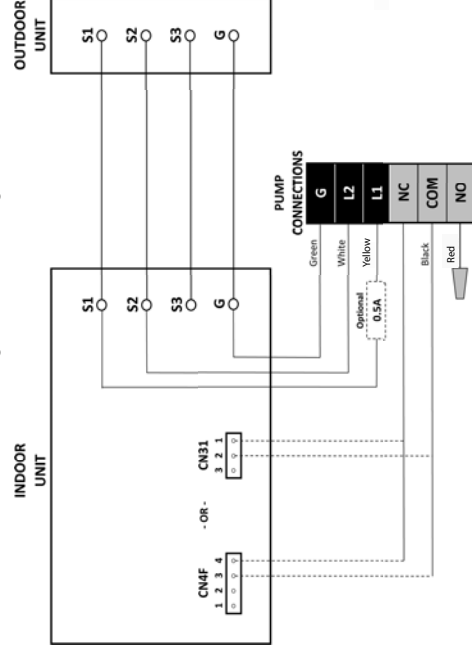 OUTDOOR
UNIT
S1
S2
S3
G
INDOOR
UNIT
S1
S2
S3
G
PUMP
CONNECTIONS
G
L2
L1
NC
COM
NO
Green
White
Yellow
Black
Red
Optional
0.5A
CN31
3 2 1
- OR -
CN4F
1 2 3 4